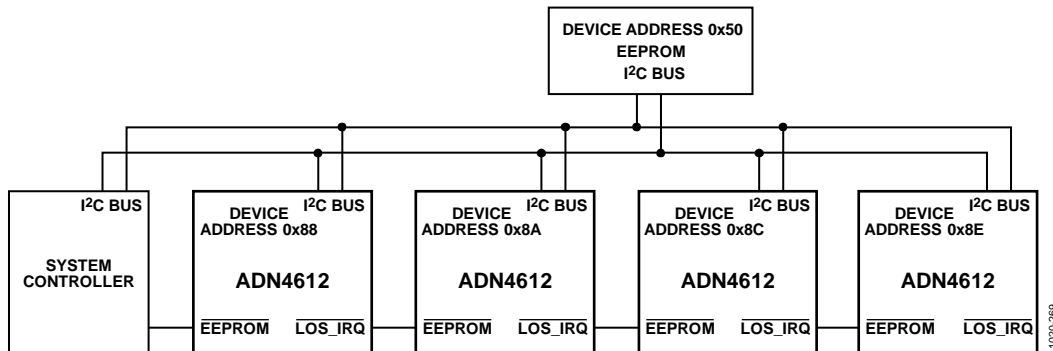 DEVICE ADDRESS 0x50
EEPROM
I2C BUS
I2C BUS
SYSTEM
CONTROLLER
I2C BUS
DEVICE
ADDRESS 0x88
ADN4612
EEPROM
LOS_IRQ
I2C BUS
DEVICE
ADDRESS 0x8A
ADN4612
EEPROM
LOS_IRQ
I2C BUS
DEVICE
ADDRESS 0x8C
ADN4612
EEPROM
LOS_IRQ
I2C BUS
DEVICE
ADDRESS 0x8E
ADN4612
EEPROM
LOS_IRQ